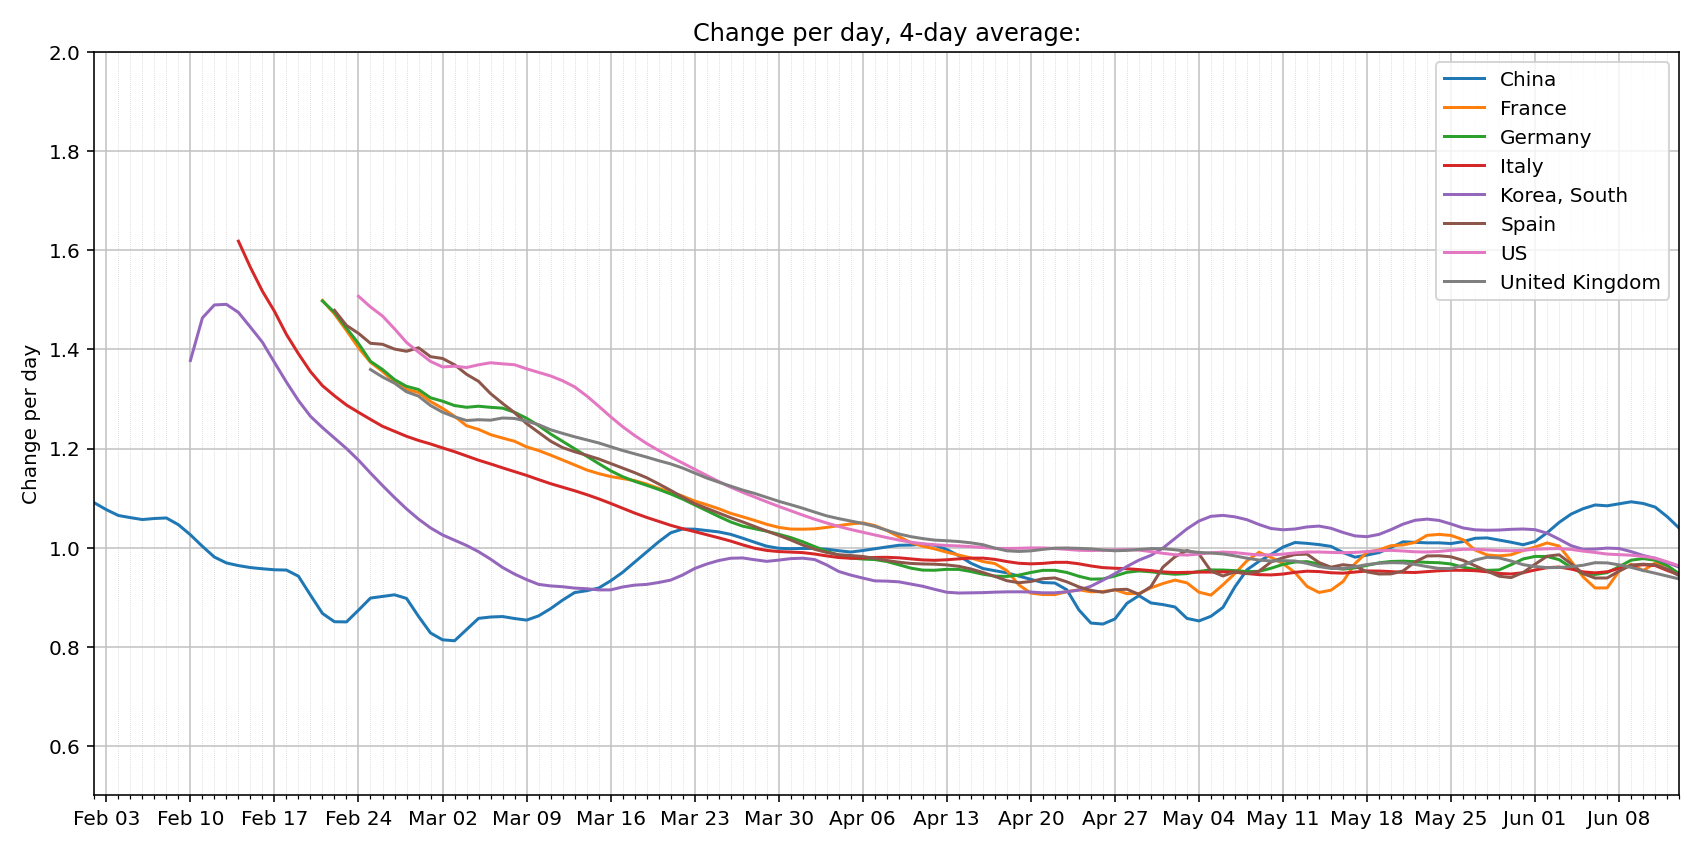 Change per day, 4-day average:
2.0
1.8
1.6
1.4
1.2
1.0
0.8
0.6
Change per day
China
France
Germany
Italy
Korea, South
Spain
US
United Kingdom
Feb 03 Feb 10 Feb 17 Feb 24 Mar 02 Mar 09 Mar 16 Mar 23 Mar 30 Apr 06 Apr 13 Apr 20 Apr 27 May 04 May 11 May 18 May 25 Jun 01 Jun 08